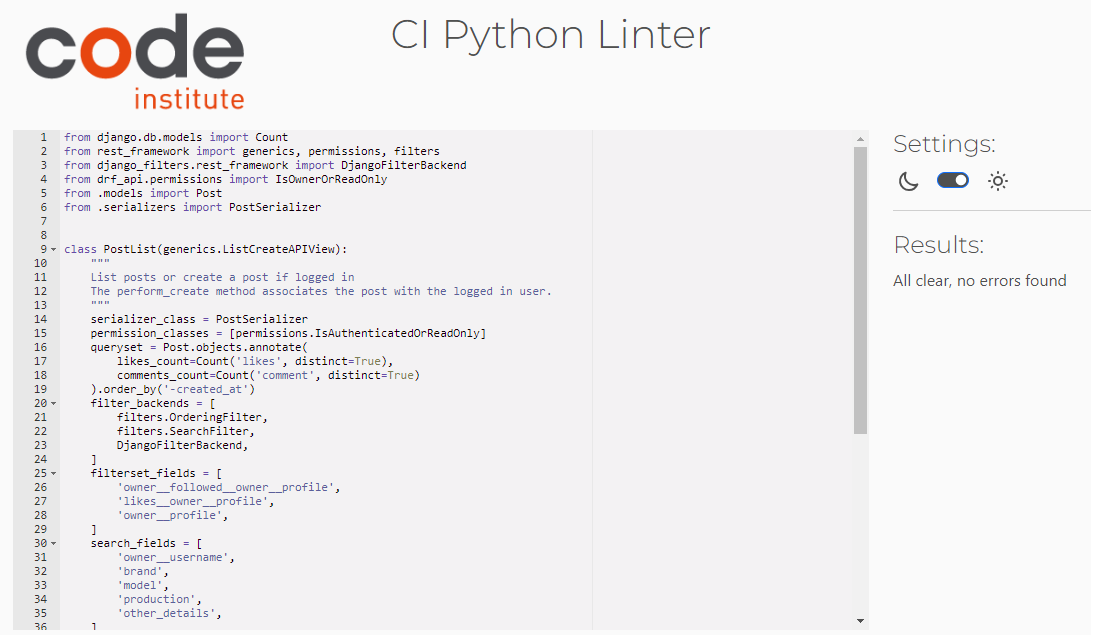 code
institute
CI Python Linter
1 from django.db.models import Count
2 from rest_framework import generics, permissions, filters
3 from django_filters.rest_framework import DjangoFilterBackend
4 from drf_api.permissions import IsOwnerOrReadOnly
5 from .models import Post
6 from .serializers import PostSerializer
7
8
9 class PostList(generics.ListCreateAPIView):
10     """
11     List posts or create a post if logged in
12     The perform_create method associates the post with the logged in user.
13     """
14     serializer_class = PostSerializer
15     permission_classes = [permissions.IsAuthenticatedOrReadOnly]
16     queryset = Post.objects.annotate(
17         likes_count=Count('likes', distinct=True),
18         comments_count=Count('comment', distinct=True)
19     ).order_by('-created_at')
20     filter_backends = [
21         filters.OrderingFilter,
22         filters.SearchFilter,
23         DjangoFilterBackend,
24     ]
25     filterset_fields = [
26         'owner__followed__owner__profile',
27         'likes__owner__profile',
28         'owner__profile',
29     ]
30     search_fields = [
31         'owner__username',
32         'brand',
33         'model',
34         'production',
35         'other_details',
36     ]
Settings:
Results:
All clear, no errors found